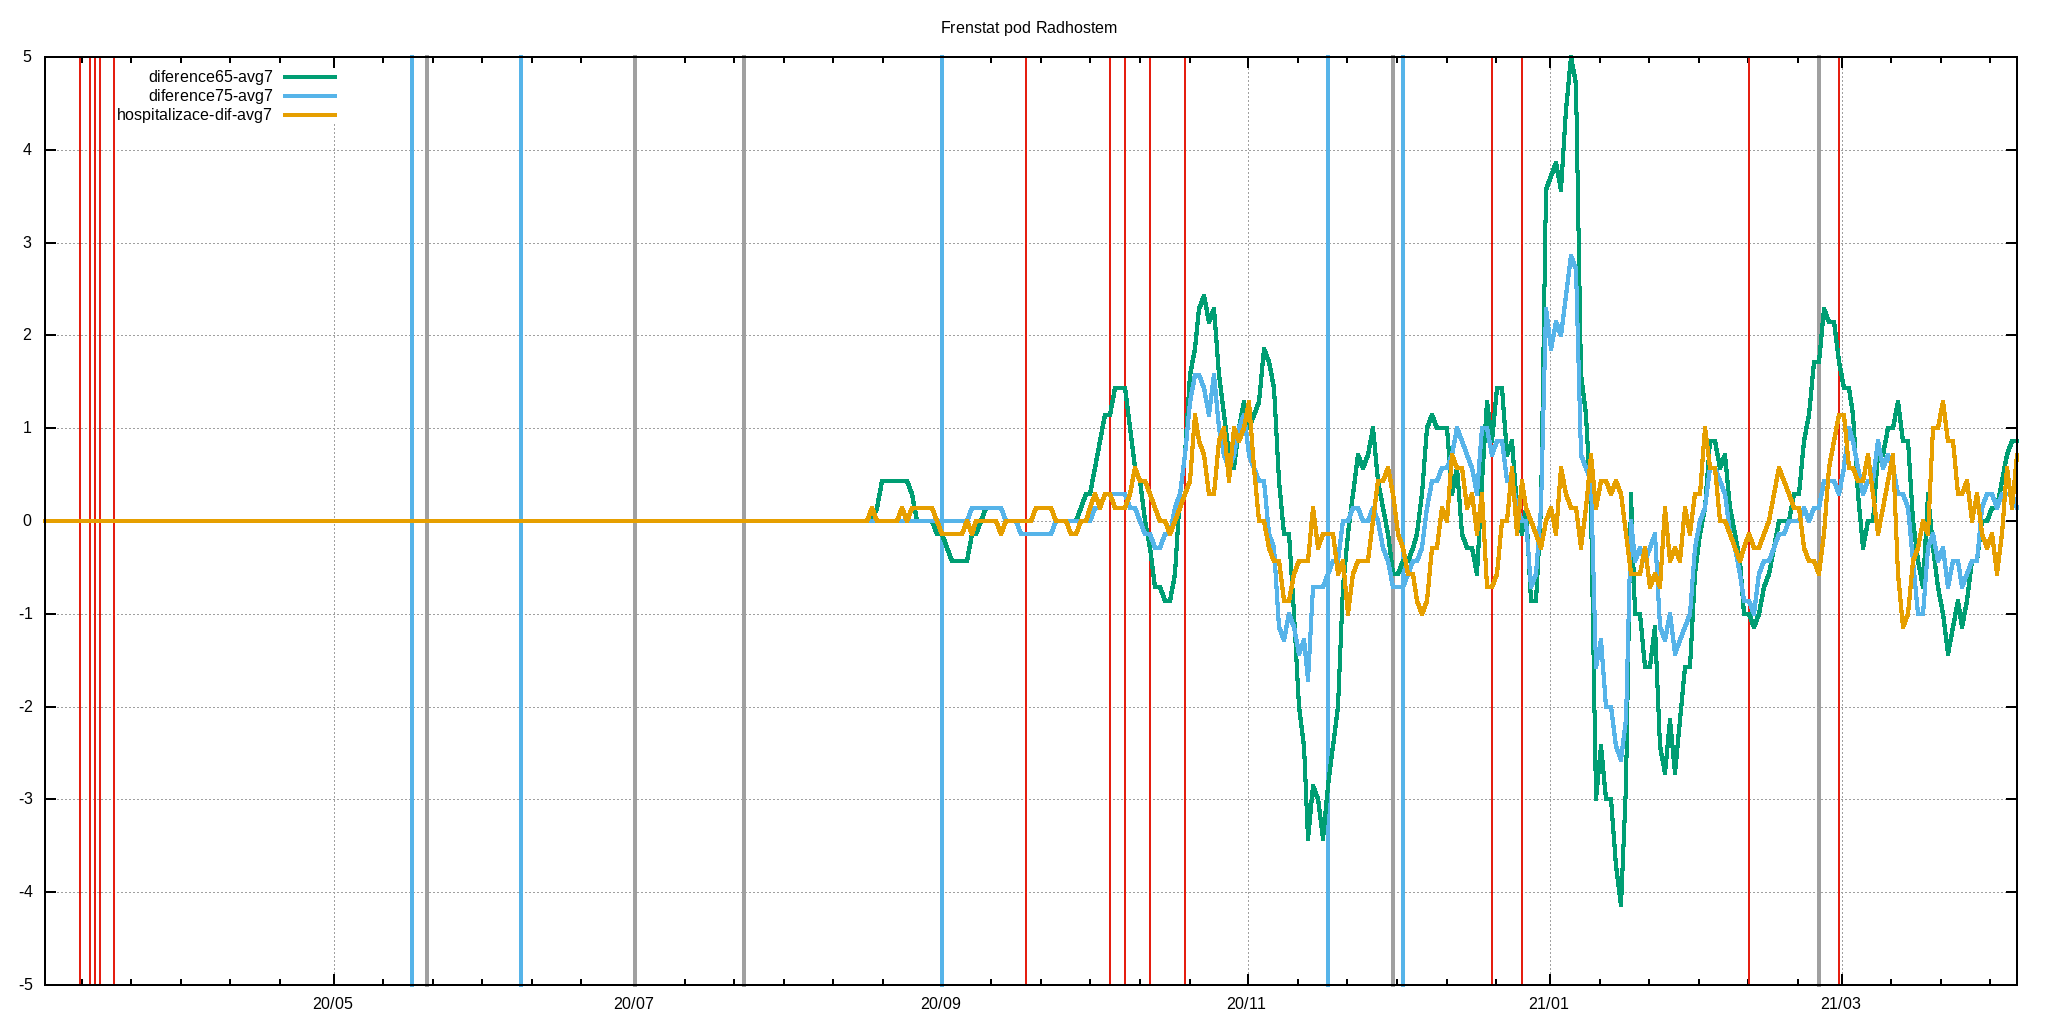 Frenstat pod Radhostem
5
diference65-avg7
diference75-avg7
hospitalizace-dif-avg7
4
3
2
1
0
-1
-2
-3
-4
-5
20/05 20/07 20/09 20/11 21/01 21/03